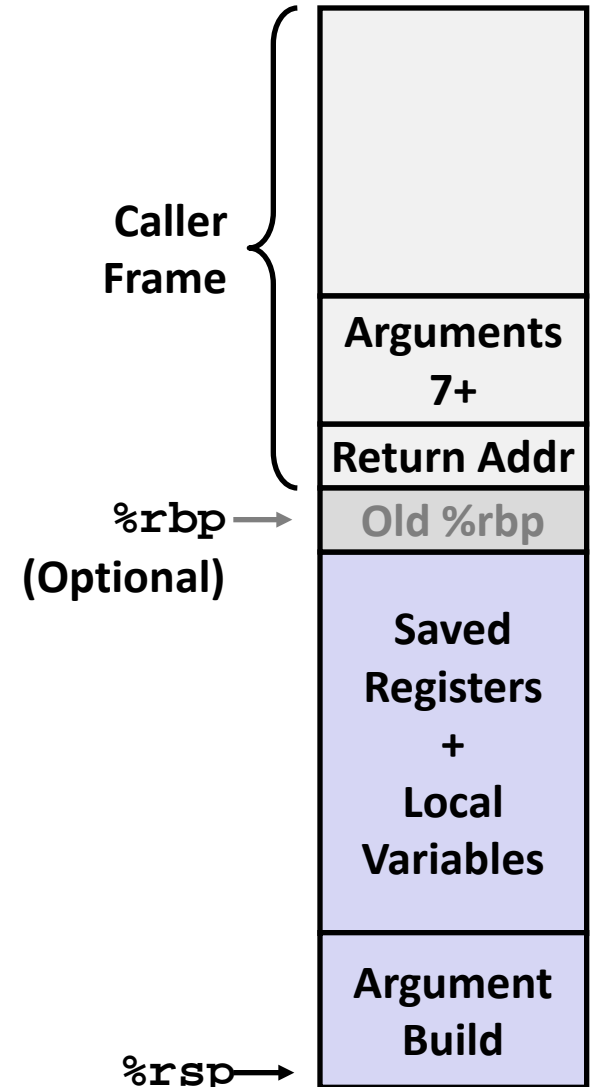 Caller
Frame
Arguments
7+
Return Addr
%rbp
(Optional)
Old %rbp
Saved
Registers
+
Local
Variables
Argument
Build
%rsp